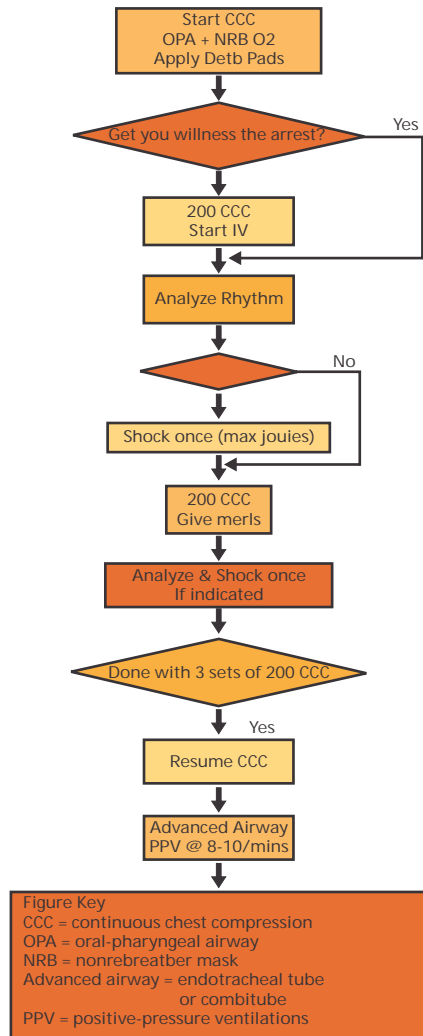 Start CCC
OPA + NRB O2
Apply Detb Pads
Get you willness the arrest?
Yes
200 CCC
Start IV
Analyze Rhythm
No
Shock once (max jouies)
200 CCC
Give merls
Analyze & Shock once
If indicated
Done with 3 sets of 200 CCC
Yes
Resume CCC
Advanced Airway
PPV @ 8-10/mins
Figure Key
CCC = continuous chest compression
OPA = oral-pharyngeal airway
NRB = nonrebreatber mask
Advanced airway = endotracheal tube
or combitube
PPV = positive-pressure ventilations